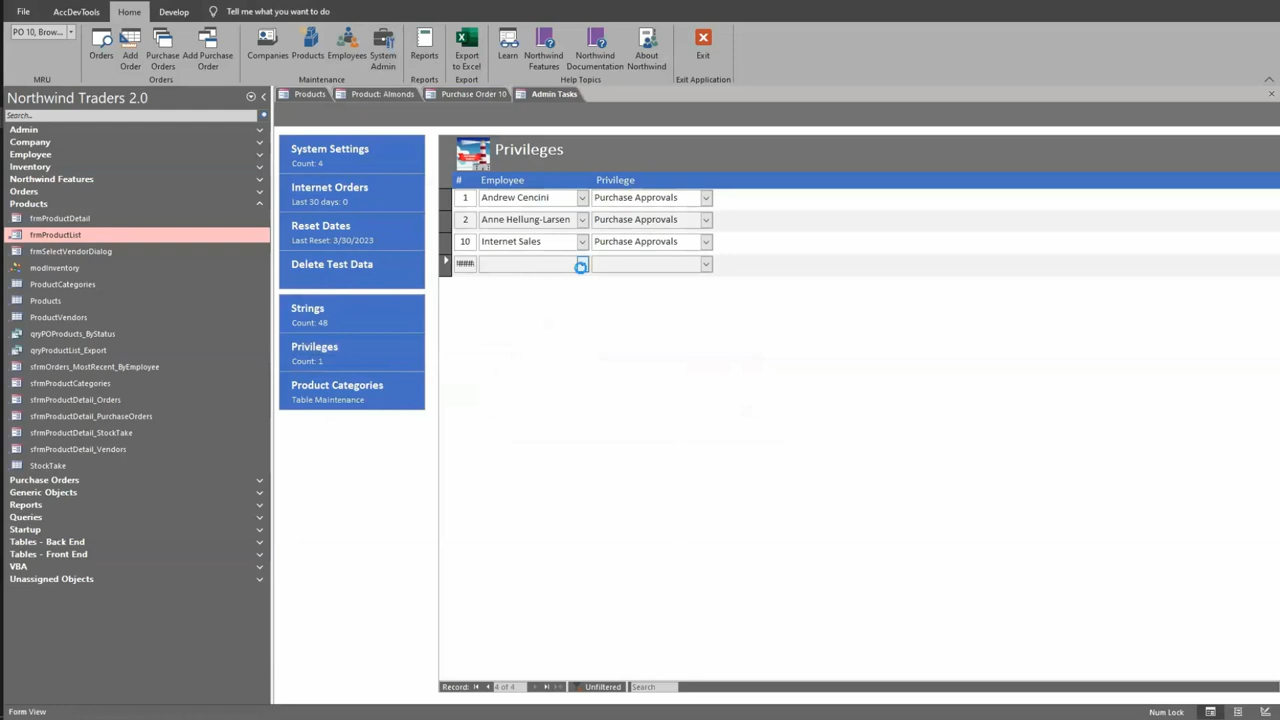 File AccDevTools Home Develop Tell me what you want to do
PO 10, Brow...
Orders Add Order Purchase Orders Add Purchase Order Companies Products Employees System Admin Reports Export to Excel Learn Northwind Features Northwind Documentation About Northwind Exit
MRU Orders Maintenance Reports Export Help Topics Exit Application
Northwind Traders 2.0
Search...
Admin
Company
Employee
Inventory
Northwind Features
Orders
Products
frmProductDetail
frmProductList
frmSelectVendorDialog
modInventory
ProductCategories
Products
ProductVendors
qryPOProducts_ByStatus
qryProductList_Export
sfrmOrders_MostRecent_ByEmployee
sfrmProductCategories
sfrmProductDetail_Orders
sfrmProductDetail_PurchaseOrders
sfrmProductDetail_StockTake
sfrmProductDetail_Vendors
StockTake
Purchase Orders
Generic Objects
Reports
Queries
Startup
Tables - Back End
Tables - Front End
VBA
Unassigned Objects
Products Product: Almonds Purchase Order 10 Admin Tasks
System Settings
Count: 4
Internet Orders
Last 30 days: 0
Reset Dates
Last Reset: 3/30/2023
Delete Test Data
Strings
Count: 48
Privileges
Count: 1
Product Categories
Table Maintenance
Privileges
# Employee Privilege
1 Andrew Cencini Purchase Approvals
2 Anne Hellung-Larsen Purchase Approvals
10 Internet Sales Purchase Approvals
Record: 4 of 4 Unfiltered Search
Form View Num Lock